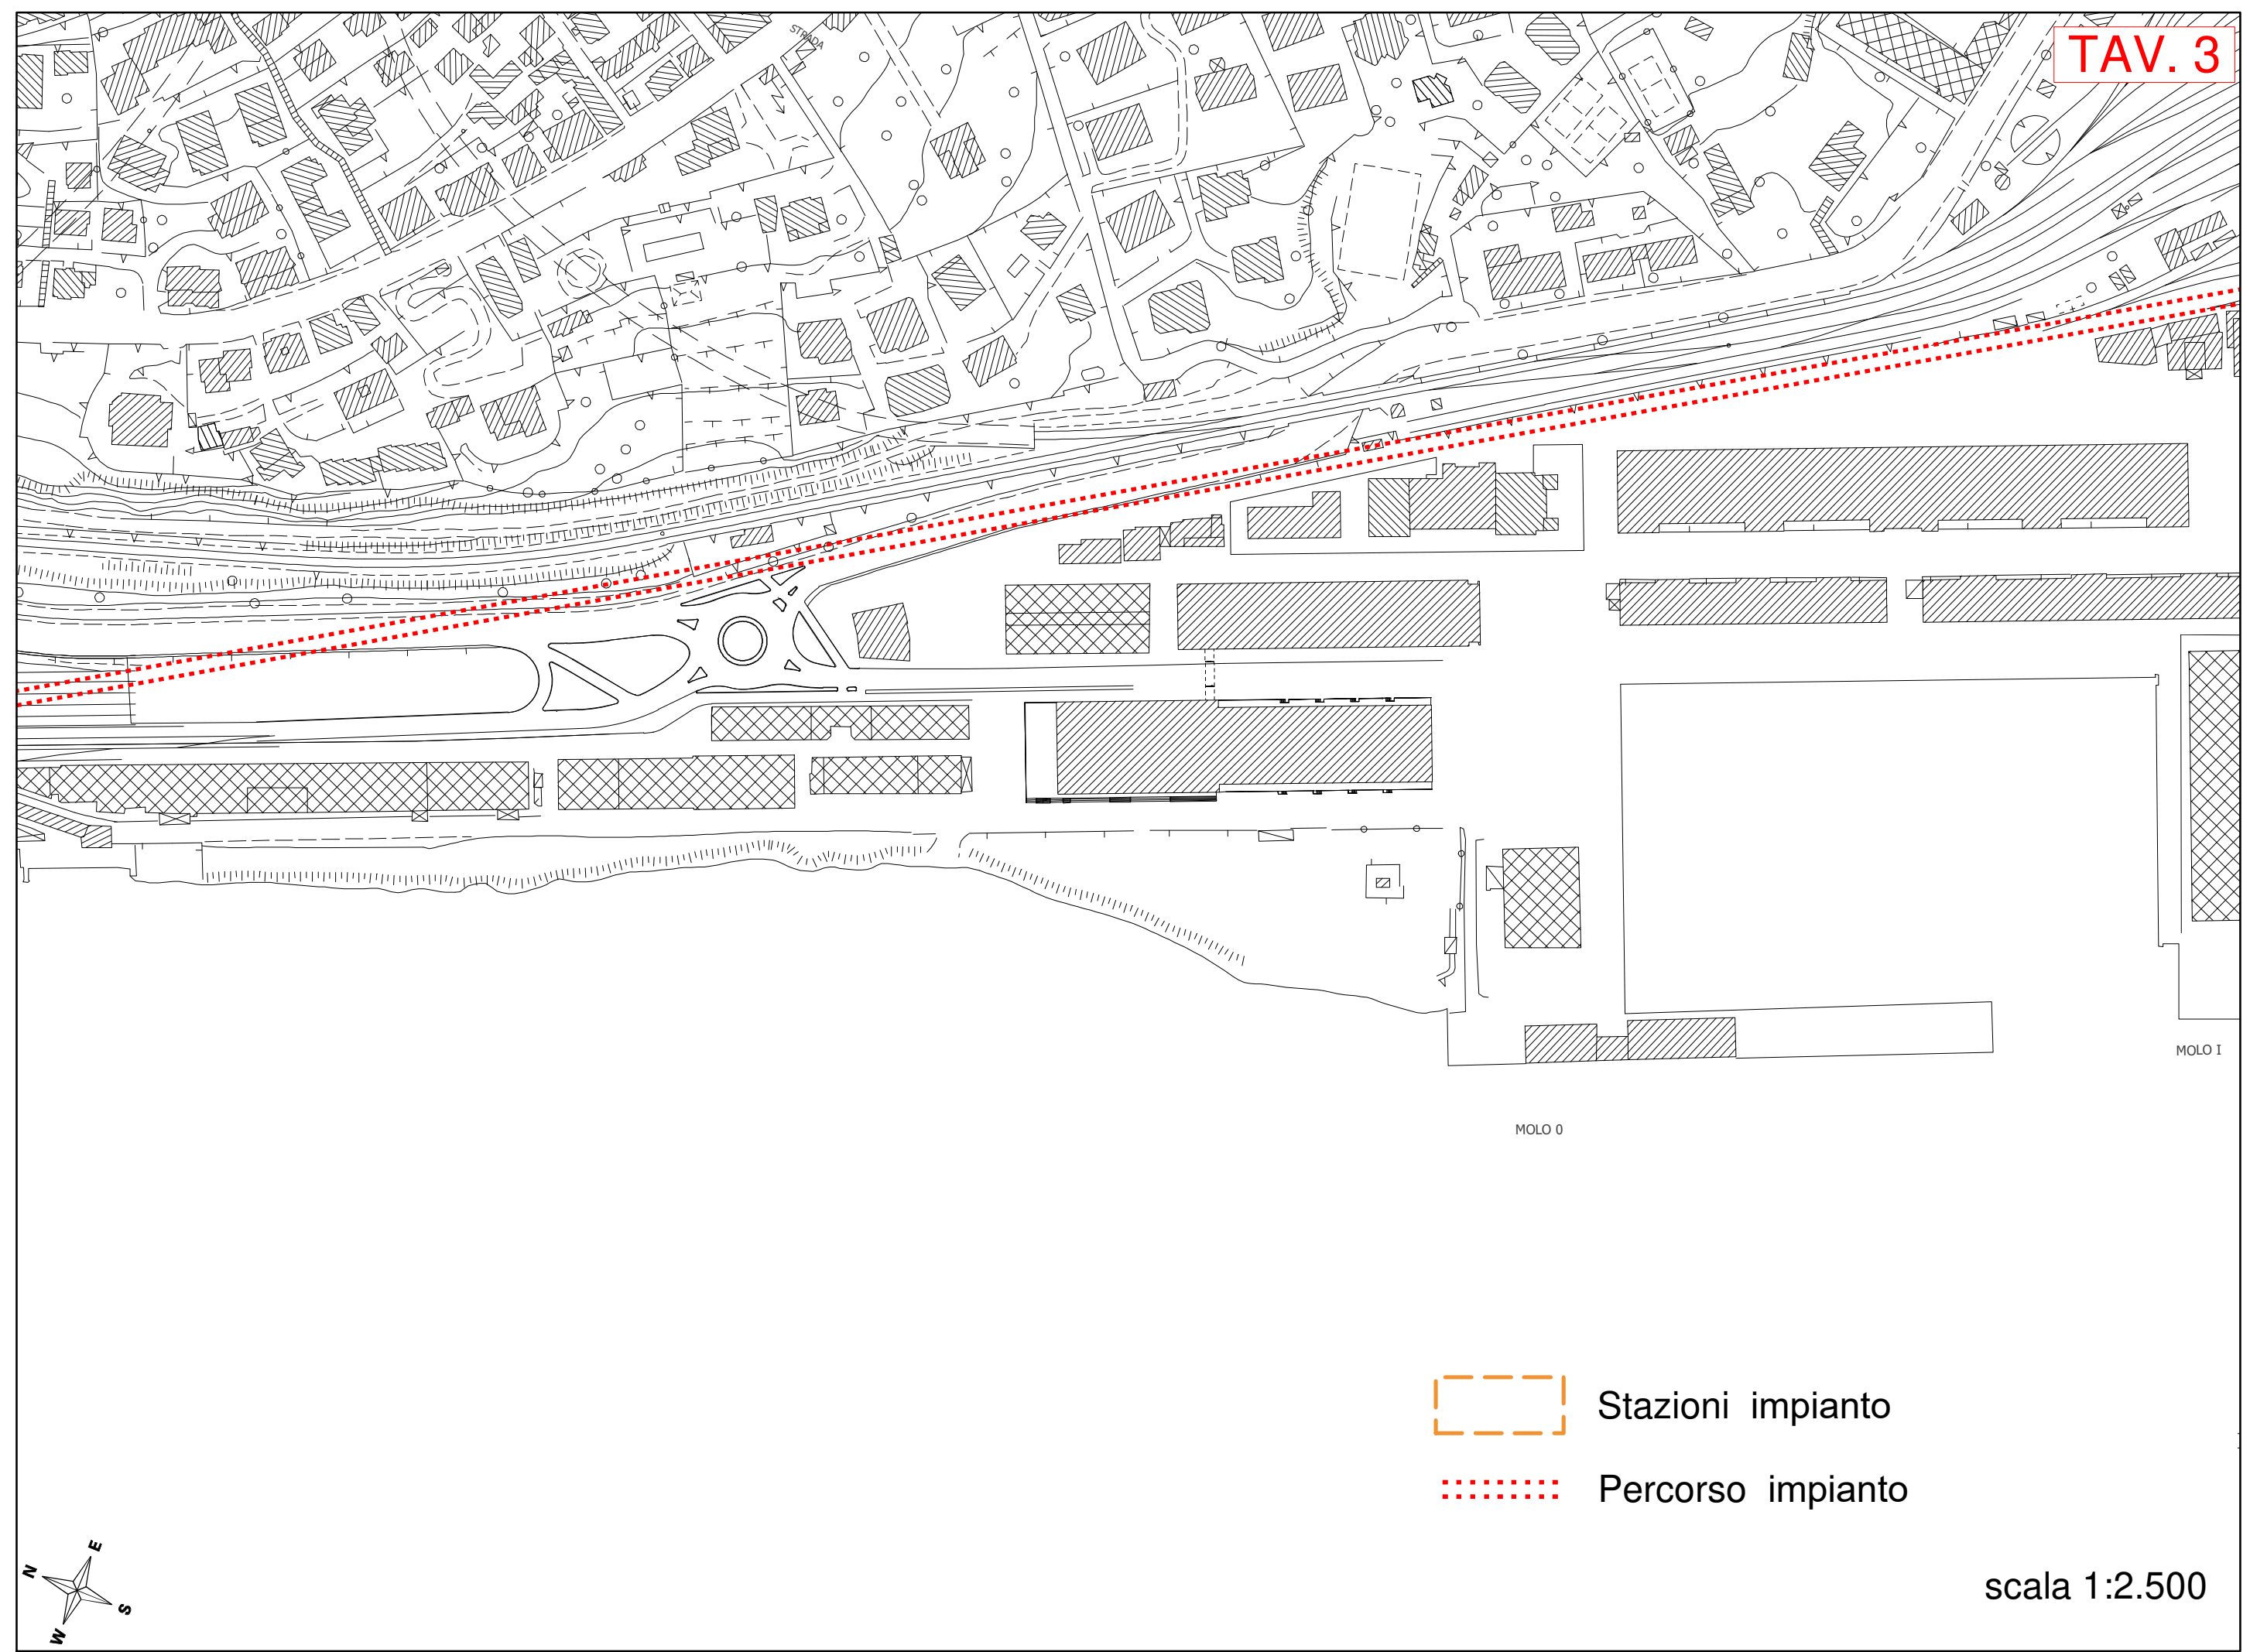 STRADA
TAV. 3
MOLO I
MOLO 0
Stazioni impianto
Percorso impianto
E
N
S
W
scala 1:2.500